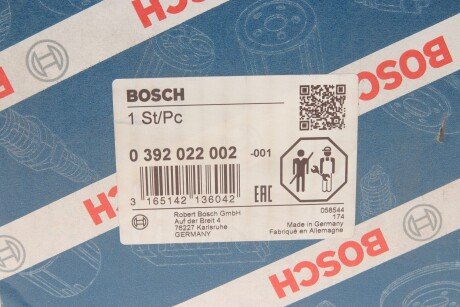 BOSCH
BOSCH
1 St/Pc
0 392 022 002 -001
3 165142 136042
EAC
Robert Bosch GmbH
Auf der Breit 4
76227 Karlsruhe
GERMANY
058544
174
Made in Germany
Fabriqué en Allemagne
BOSCH